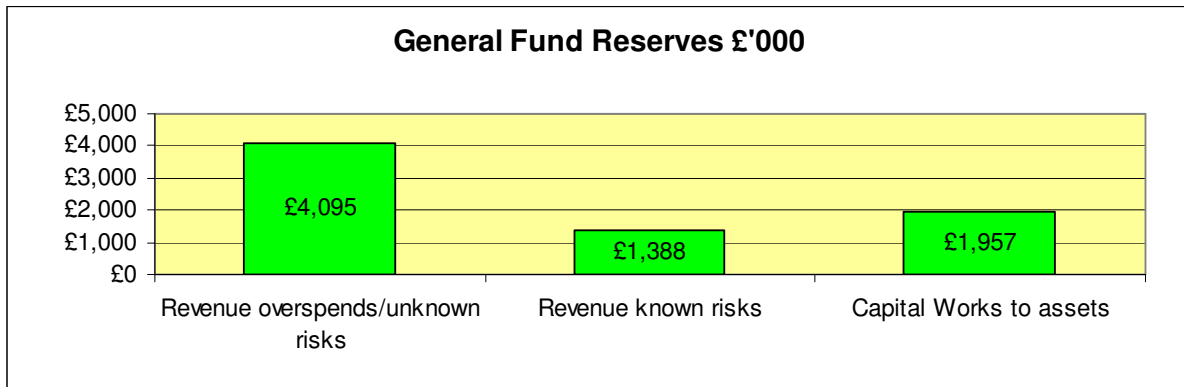 General Fund Reserves £'000
£5,000
£4,000
£3,000
£2,000
£1,000
£0
£4,095
£1,388
£1,957
Revenue overspends/unknown
risks
Revenue known risks
Capital Works to assets